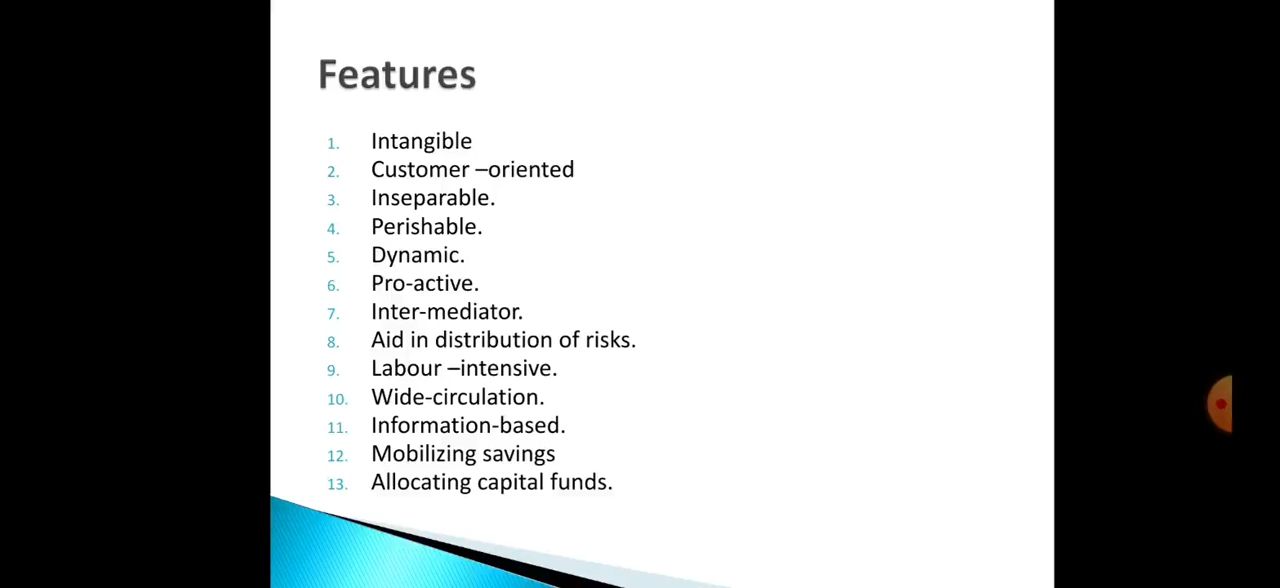 Features
1. Intangible
2. Customer –oriented
3. Inseparable.
4. Perishable.
5. Dynamic.
6. Pro-active.
7. Inter-mediator.
8. Aid in distribution of risks.
9. Labour –intensive.
10. Wide-circulation.
11. Information-based.
12. Mobilizing savings
13. Allocating capital funds.